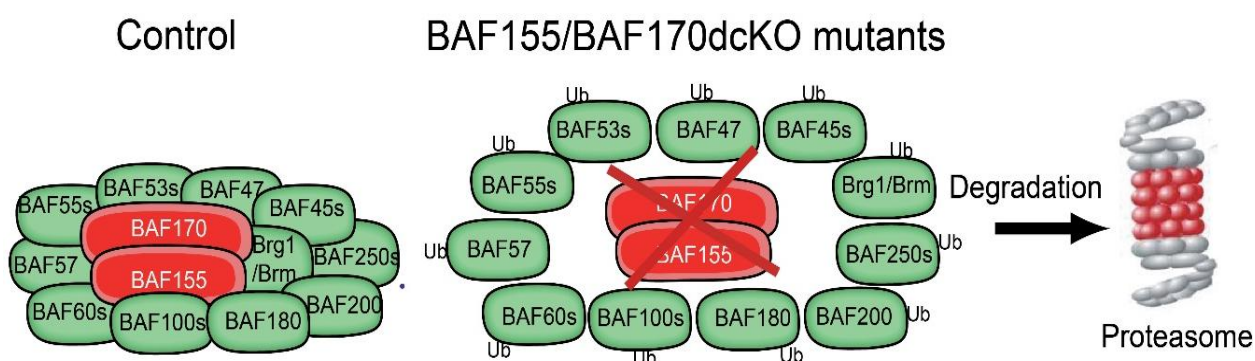 Control
BAF155/BAF170dcKO mutants
BAF53s
BAF47
BAF55s
BAF45s
BAF170
Brg1
/Brm
BAF57
BAF250s
BAF155
BAF60s
BAF100s
BAF180
BAF200
Ub
Ub
Ub
BAF53s
BAF47
BAF45s
Ub
Ub
BAF55s
Brg1/Brm
BAF170
Ub
BAF57
BAF155
BAF250s
Ub
BAF60s
BAF100s
BAF180
BAF200
Ub
Ub
Ub
Ub
Degradation
Proteasome